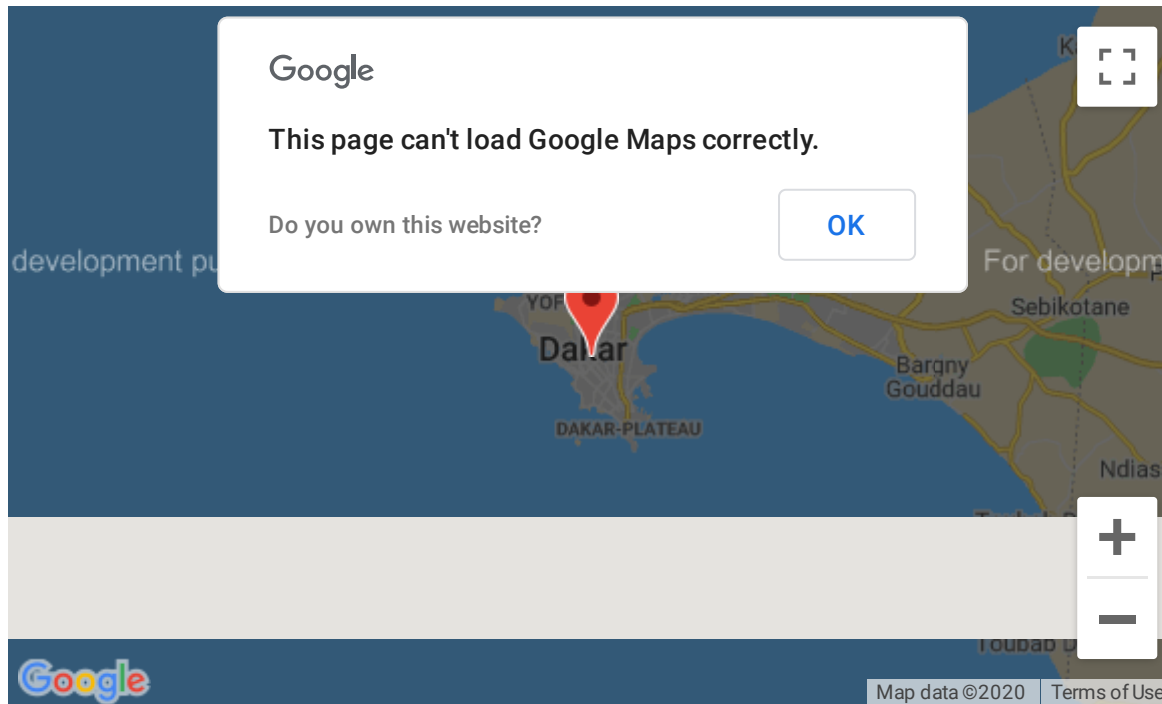 Google
This page can't load Google Maps correctly.
Do you own this website?
OK
development pu
For developm
YOF
Sebikotane
Dakar
Bargny
Gouddau
DAKAR-PLATEAU
Ndias
Google
Map data ©2020
Terms of Use